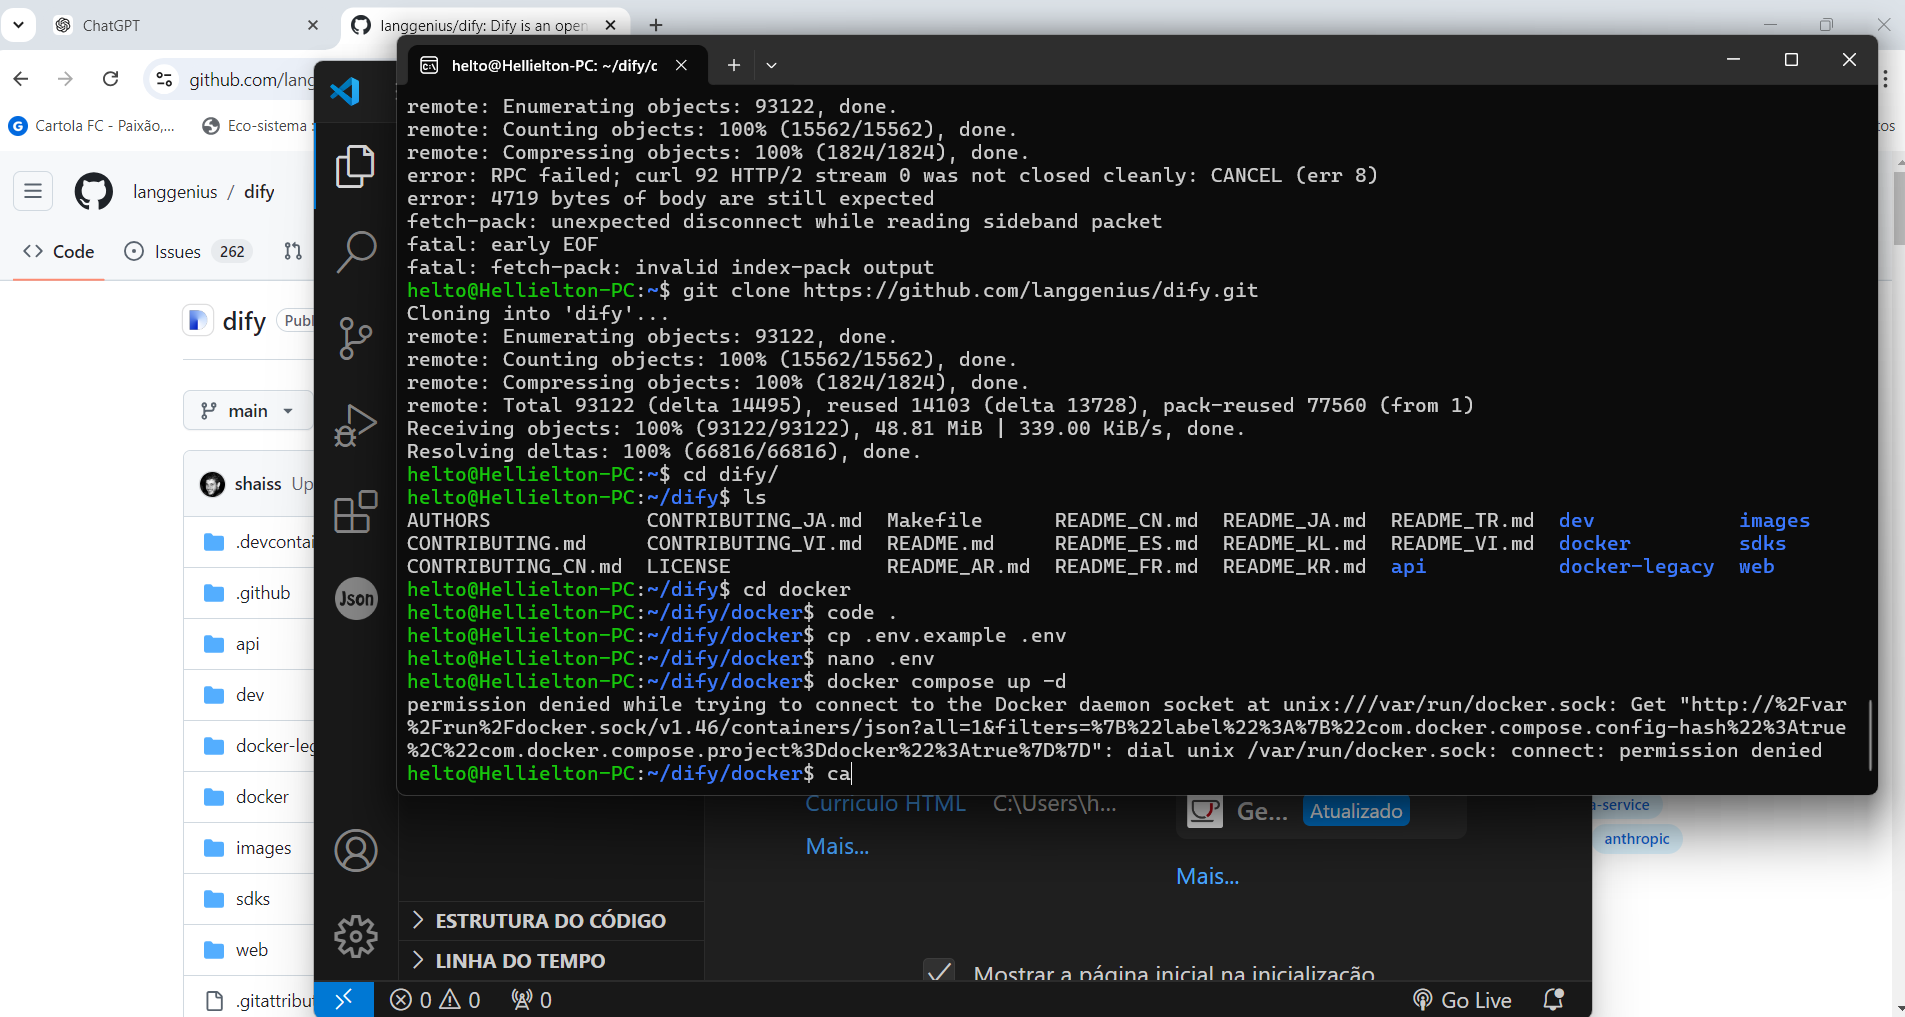 ChatGPT
langgenius/dify: Dify is an open
github.com/lang
Cartola FC - Paixão,...
Eco-sistema
tos
langgenius / dify
Code
Issues 262
dify
Publ
main
shaiss Up
.devcontai
.github
api
dev
docker-leg
docker
images
sdks
web
.gitattribut
helto@Hellielton-PC: ~/dify/c
remote: Enumerating objects: 93122, done.
remote: Counting objects: 100% (15562/15562), done.
remote: Compressing objects: 100% (1824/1824), done.
error: RPC failed; curl 92 HTTP/2 stream 0 was not closed cleanly: CANCEL (err 8)
error: 4719 bytes of body are still expected
fetch-pack: unexpected disconnect while reading sideband packet
fatal: early EOF
fatal: fetch-pack: invalid index-pack output
helto@Hellielton-PC:~$ git clone https://github.com/langgenius/dify.git
Cloning into 'dify'...
remote: Enumerating objects: 93122, done.
remote: Counting objects: 100% (15562/15562), done.
remote: Compressing objects: 100% (1824/1824), done.
remote: Total 93122 (delta 14495), reused 14103 (delta 13728), pack-reused 77560 (from 1)
Receiving objects: 100% (93122/93122), 48.81 MiB | 339.00 KiB/s, done.
Resolving deltas: 100% (66816/66816), done.
helto@Hellielton-PC:~$ cd dify/
helto@Hellielton-PC:~/dify$ ls
AUTHORS CONTRIBUTING_JA.md Makefile README_CN.md README_JA.md README_TR.md dev images
CONTRIBUTING.md CONTRIBUTING_VI.md README.md README_ES.md README_KL.md README_VI.md docker sdks
CONTRIBUTING_CN.md LICENSE README_AR.md README_FR.md README_KR.md api docker-legacy web
helto@Hellielton-PC:~/dify$ cd docker
helto@Hellielton-PC:~/dify/docker$ code .
helto@Hellielton-PC:~/dify/docker$ cp .env.example .env
helto@Hellielton-PC:~/dify/docker$ nano .env
helto@Hellielton-PC:~/dify/docker$ docker compose up -d
permission denied while trying to connect to the Docker daemon socket at unix:///var/run/docker.sock: Get "http://%2Fvar
%2Frun%2Fdocker.sock/v1.46/containers/json?all=1&filters=%7B%22label%22%3A%7B%22com.docker.compose.config-hash%22%3Atrue
%2C%22com.docker.compose.project%3Ddocker%22%3Atrue%7D%7D": dial unix /var/run/docker.sock: connect: permission denied
helto@Hellielton-PC:~/dify/docker$ ca
Json
Curriculo HTML C:\Users\h...
Mais...
Ge... Atualizado
Mais...
a-service
anthropic
ESTRUTURA DO CÓDIGO
LINHA DO TEMPO
Mostrar a página inicial na inicialização
0 0 0
Go Live